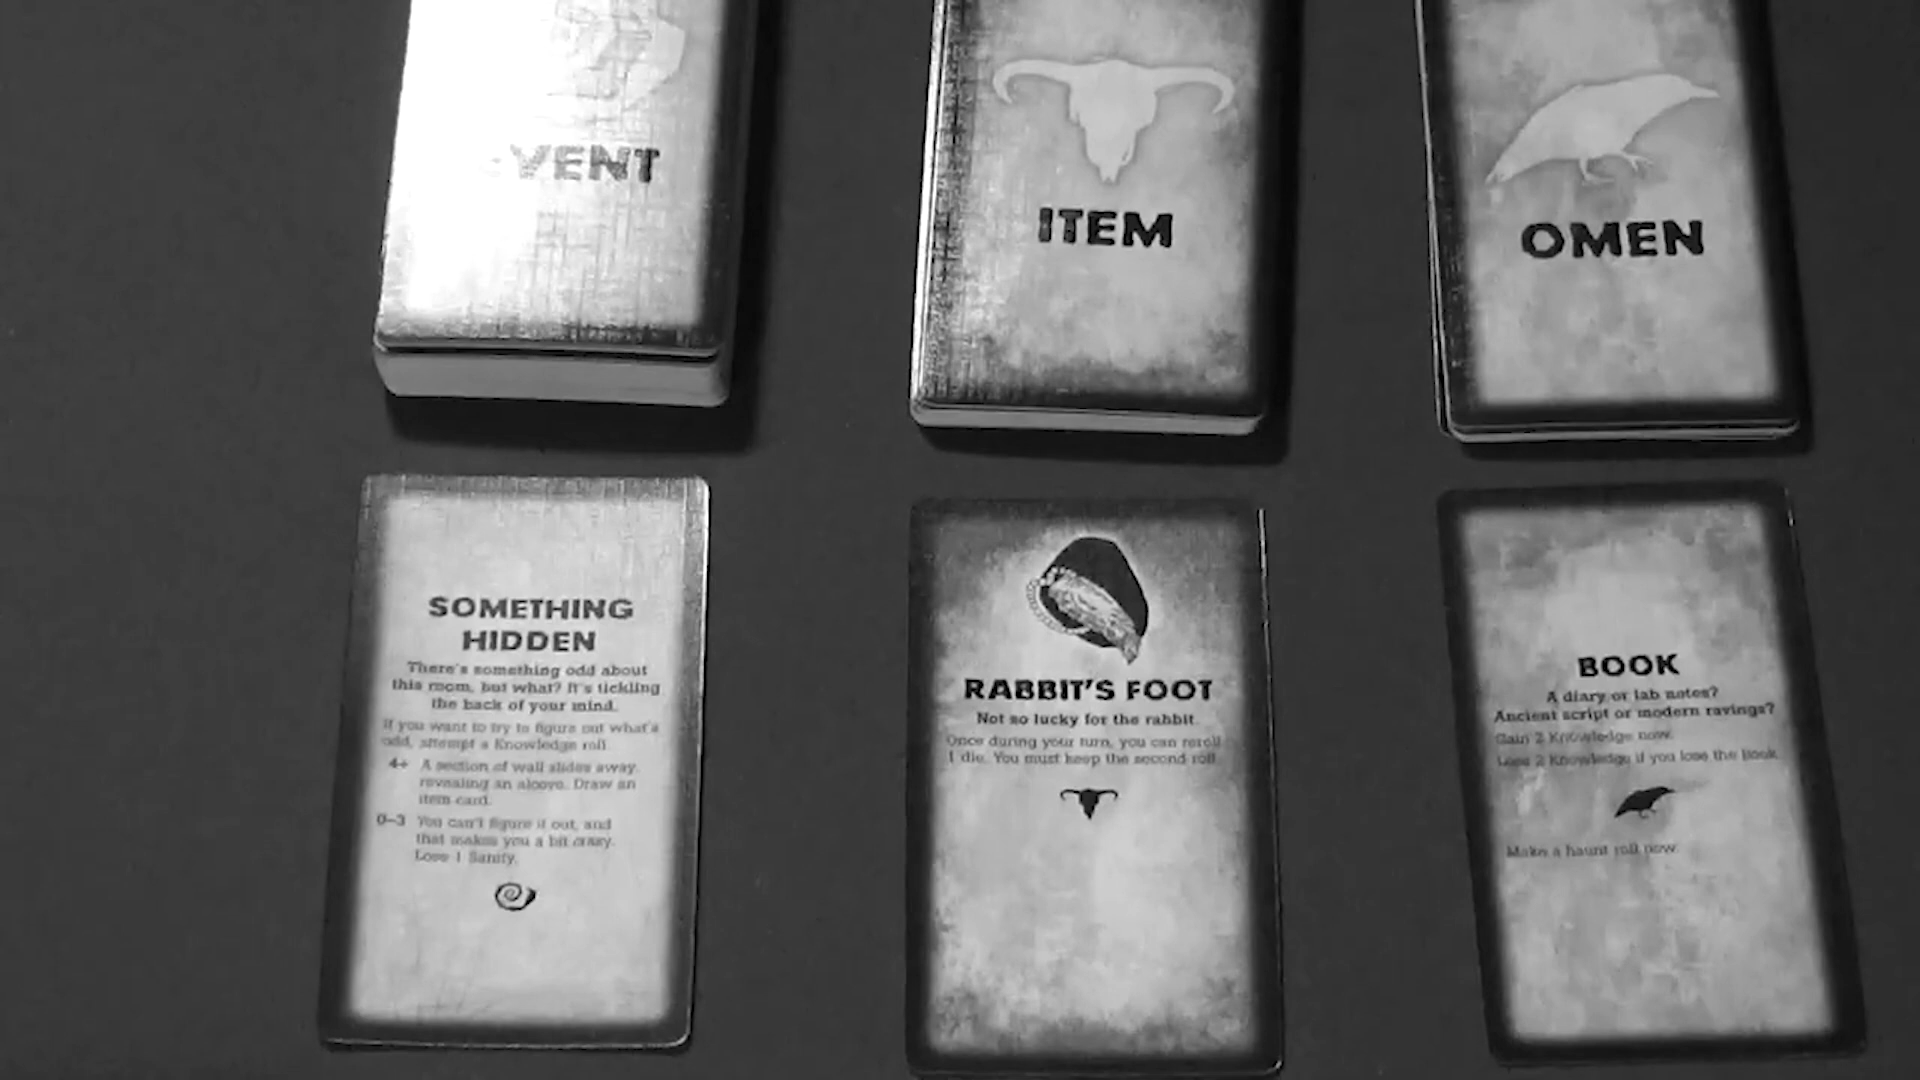 EVENT
ITEM
OMEN
SOMETHING
HIDDEN
There's something odd about
this room, but what? It's tickling
the back of your mind.
If you want to try to figure out what's
odd, attempt a Knowledge roll.
4+ A section of wall slides away,
revealing an alcove. Draw an
item card.
0–3 You can't figure it out, and
that makes you a bit crazy.
Lose 1 Sanity.
RABBIT'S FOOT
Not so lucky for the rabbit.
Once during your turn, you can reroll
1 die. You must keep the second roll.
BOOK
A diary or lab notes?
Ancient script or modern ravings?
Gain 2 Knowledge now.
Lose 2 Knowledge if you lose the Book.
Make a haunt roll now.